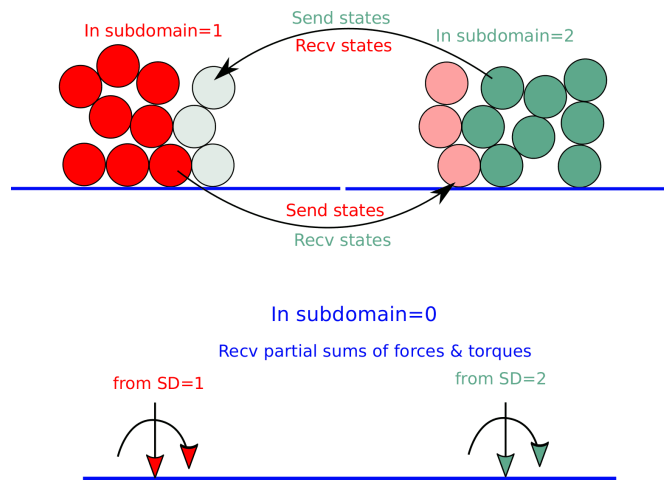 Send states
In subdomain=1
Recv states
In subdomain=2
Send states
Recv states
In subdomain=0
Recv partial sums of forces & torques
from SD=1
from SD=2